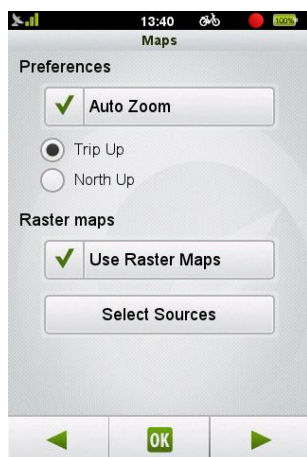 13:40
100%
Maps
Preferences
Auto Zoom
Trip Up
North Up
Raster maps
Use Raster Maps
Select Sources
OK